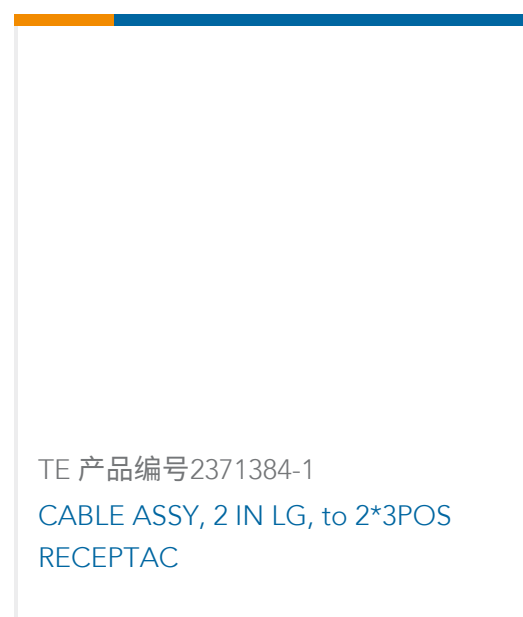 TE 产品编号2371384-1
CABLE ASSY, 2 IN LG, to 2*3POS
RECEPTAC